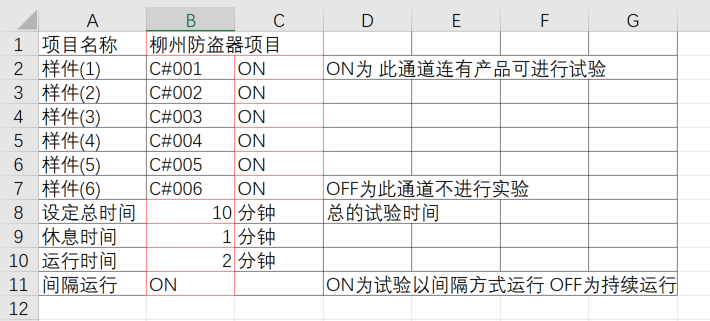 A B C D E F G
1 项目名称 柳州防盗器项目
2 样件(1) C#001 ON ON为 此通道连有产品可进行试验
3 样件(2) C#002 ON
4 样件(3) C#003 ON
5 样件(4) C#004 ON
6 样件(5) C#005 ON
7 样件(6) C#006 ON OFF为此通道不进行实验
8 设定总时间 10 分钟 总的试验时间
9 休息时间 1 分钟
10 运行时间 2 分钟
11 间隔运行 ON ON为试验以间隔方式运行 OFF为持续运行
12